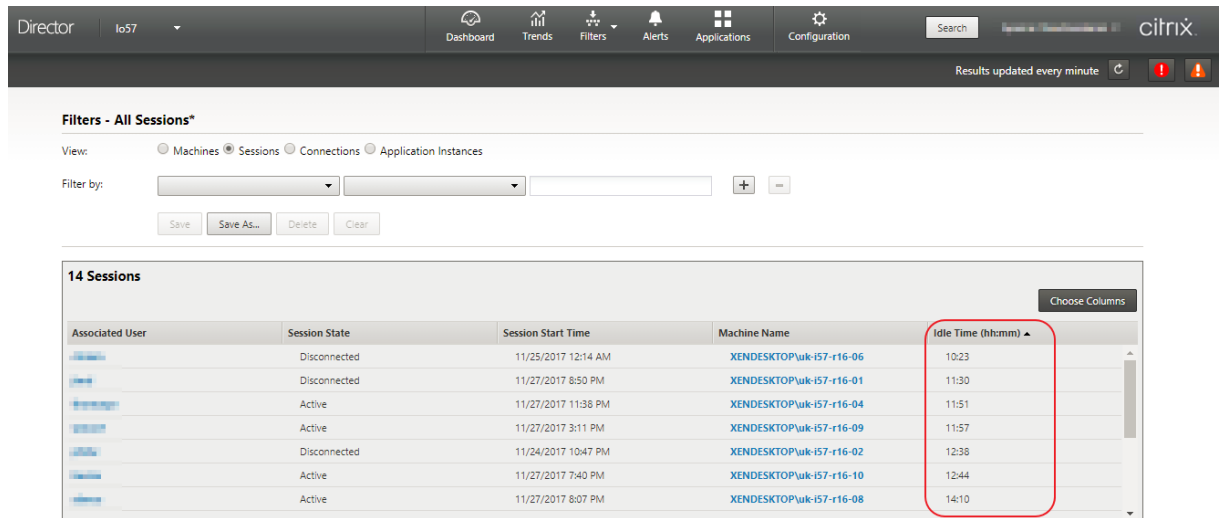 Director lo57 Dashboard Trends Filters Alerts Applications Configuration Search citrix
Results updated every minute
Filters - All Sessions*
View: Machines Sessions Connections Application Instances
Filter by:
Save Save As... Delete Clear
14 Sessions
Choose Columns
Associated User Session State Session Start Time Machine Name Idle Time (hh:mm)
Disconnected 11/25/2017 12:14 AM XENDESKTOP\uk-i57-r16-06 10:23
Disconnected 11/27/2017 8:50 PM XENDESKTOP\uk-i57-r16-01 11:30
Active 11/27/2017 11:38 PM XENDESKTOP\uk-i57-r16-04 11:51
Active 11/27/2017 3:11 PM XENDESKTOP\uk-i57-r16-09 11:57
Disconnected 11/24/2017 10:47 PM XENDESKTOP\uk-i57-r16-02 12:38
Active 11/27/2017 7:40 PM XENDESKTOP\uk-i57-r16-10 12:44
Active 11/27/2017 8:07 PM XENDESKTOP\uk-i57-r16-08 14:10